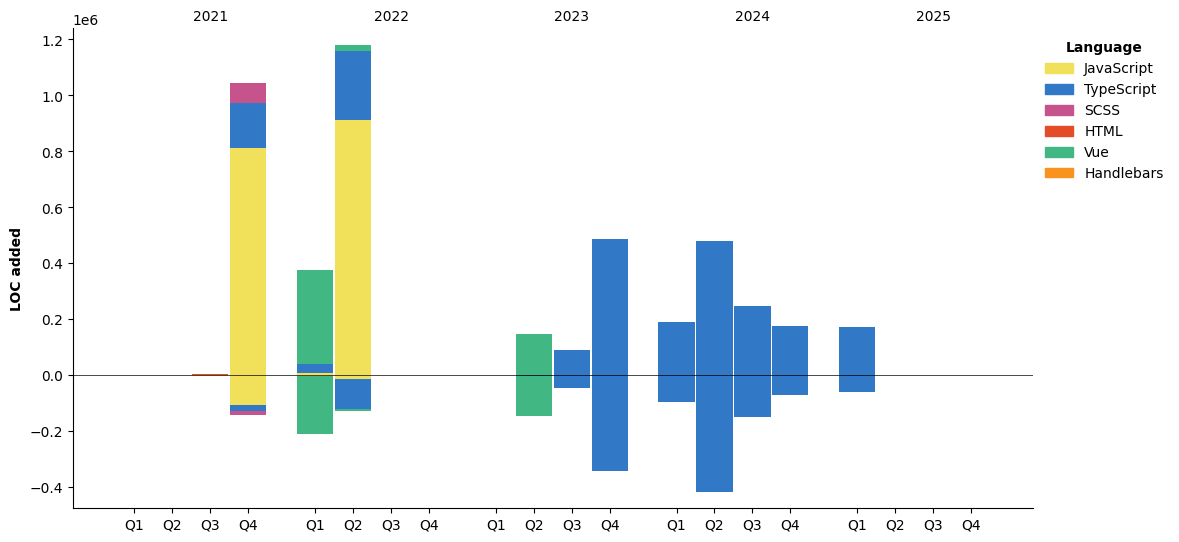 2021 2022 2023 2024 2025
1e6
1.2
1.0
0.8
0.6
0.4
0.2
0.0
−0.2
−0.4
LOC added
Q1 Q2 Q3 Q4 Q1 Q2 Q3 Q4 Q1 Q2 Q3 Q4 Q1 Q2 Q3 Q4 Q1 Q2 Q3 Q4
Language
JavaScript
TypeScript
SCSS
HTML
Vue
Handlebars